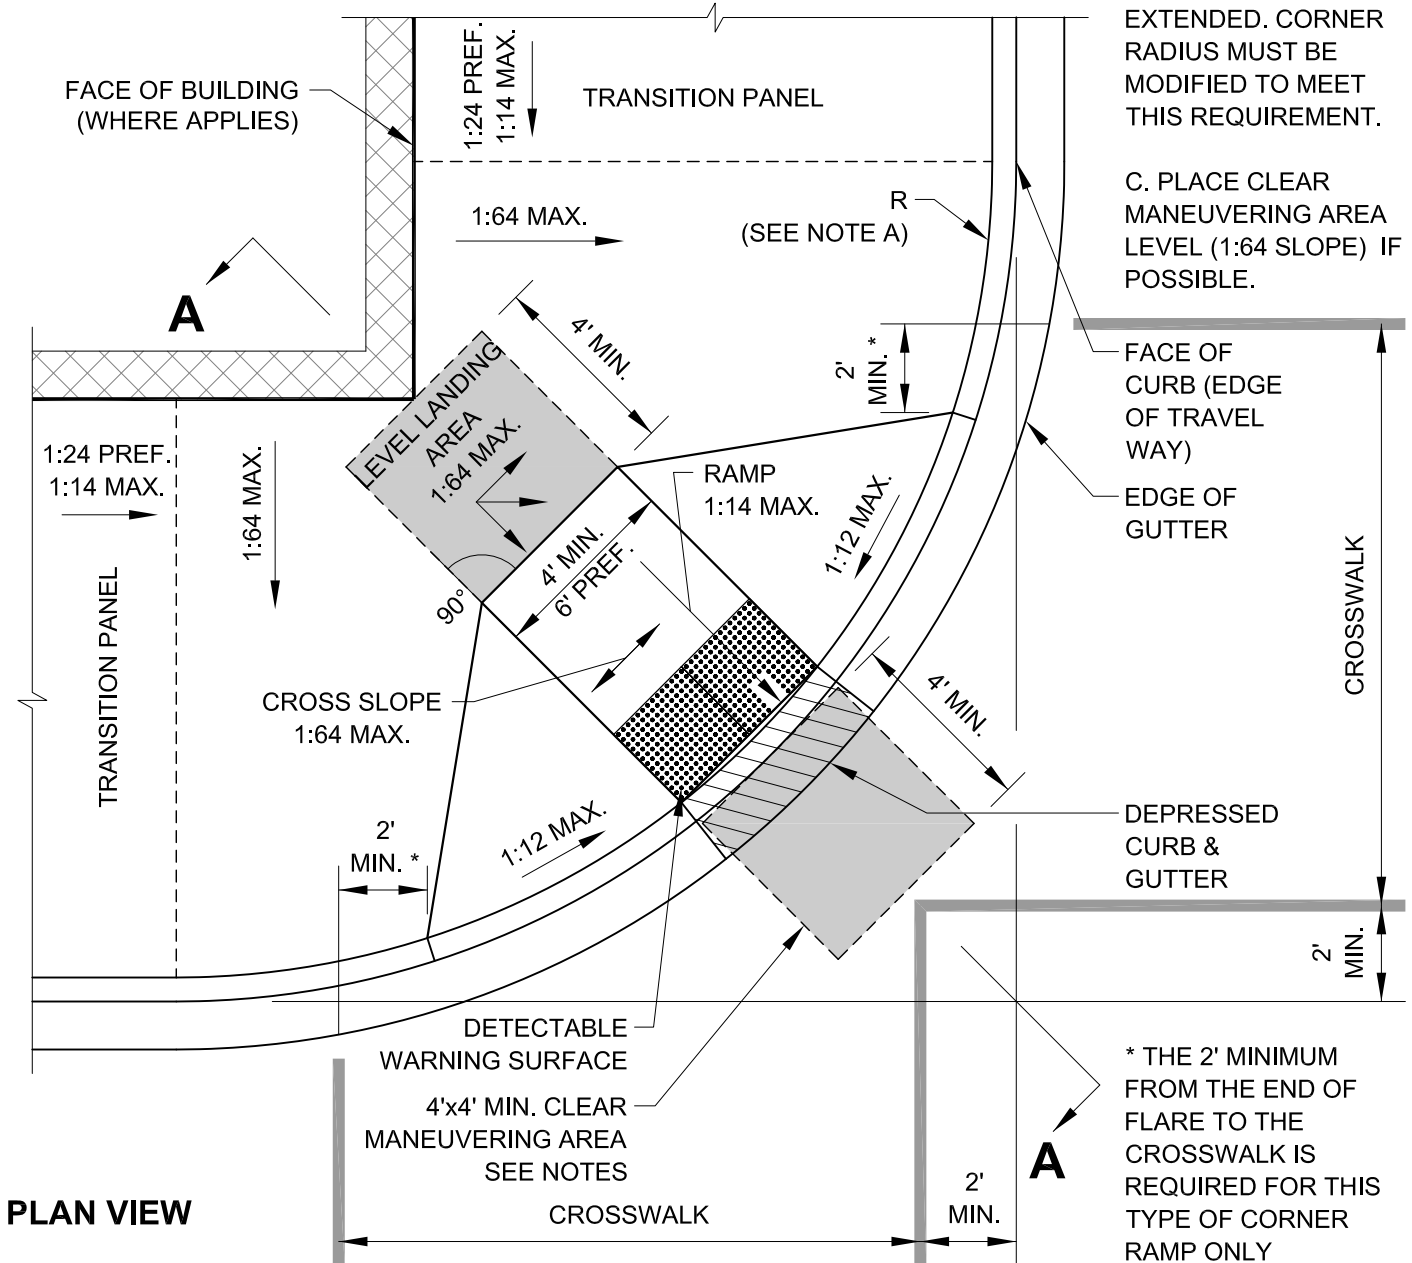 EXTENDED. CORNER
RADIUS MUST BE
MODIFIED TO MEET
THIS REQUIREMENT.
C. PLACE CLEAR
MANEUVERING AREA
LEVEL (1:64 SLOPE) IF
POSSIBLE.
FACE OF BUILDING
(WHERE APPLIES)
1:24 PREF.
1:14 MAX.
TRANSITION PANEL
1:64 MAX.
R
(SEE NOTE A)
A
4' MIN.
2'
MIN. *
FACE OF
CURB (EDGE
OF TRAVEL
WAY)
LEVEL LANDING
AREA
1:64 MAX.
1:24 PREF.
1:14 MAX.
1:64 MAX.
RAMP
1:14 MAX.
1:12 MAX.
EDGE OF
GUTTER
4' MIN.
6' PREF.
90°
TRANSITION PANEL
CROSSWALK
CROSS SLOPE
1:64 MAX.
4' MIN.
1:12 MAX.
2'
MIN. *
DEPRESSED
CURB &
GUTTER
2'
MIN.
DETECTABLE
WARNING SURFACE
4'x4' MIN. CLEAR
MANEUVERING AREA
SEE NOTES
* THE 2' MINIMUM
FROM THE END OF
FLARE TO THE
CROSSWALK IS
REQUIRED FOR THIS
TYPE OF CORNER
RAMP ONLY
A
2'
MIN.
CROSSWALK
PLAN VIEW